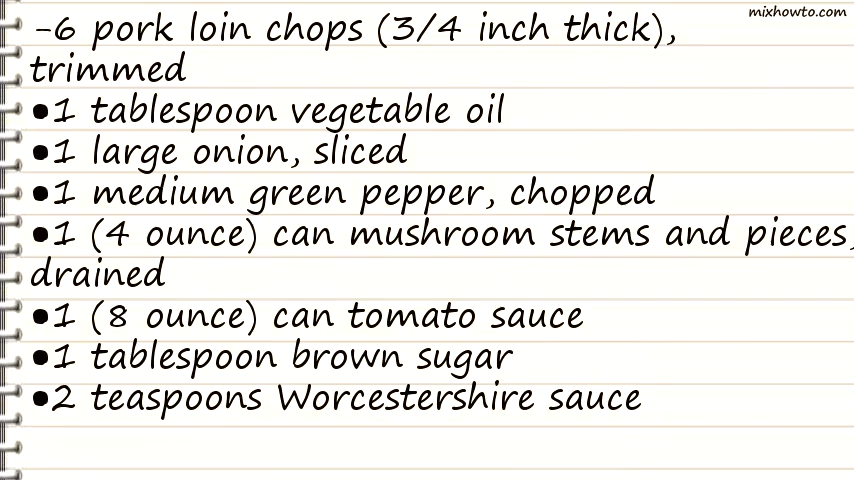 mixhowto.com
-6 pork loin chops (3/4 inch thick),
trimmed
•1 tablespoon vegetable oil
•1 large onion, sliced
•1 medium green pepper, chopped
•1 (4 ounce) can mushroom stems and pieces,
drained
•1 (8 ounce) can tomato sauce
•1 tablespoon brown sugar
•2 teaspoons Worcestershire sauce